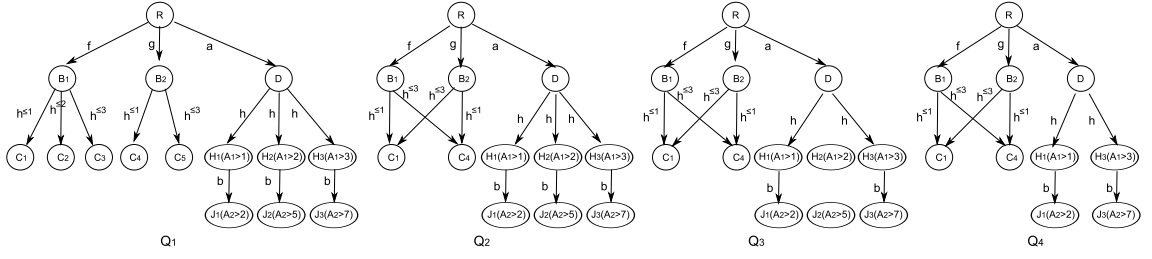 R R R R
f g a f g a f g a f g a
B1 B2 D B1 B2 D B1 B2 D B1 B2 D
h≤1 h≤2 h≤3 h≤1 h≤3 h h h h≤1 h≤3 h≤3 h≤1 h h h h≤1 h≤3 h≤3 h≤1 h h h≤1 h≤3 h≤3 h≤1 h h
C1 C2 C3 C4 C5 H1(A1>1) H2(A1>2) H3(A1>3) C1 C4 H1(A1>1) H2(A1>2) H3(A1>3) C1 C4 H1(A1>1) H2(A1>2) H3(A1>3) C1 C4 H1(A1>1) H3(A1>3)
b b b b b b b b b b
J1(A2>2) J2(A2>5) J3(A2>7) J1(A2>2) J2(A2>5) J3(A2>7) J1(A2>2) J2(A2>5) J3(A2>7) J1(A2>2) J3(A2>7)
Q1 Q2 Q3 Q4